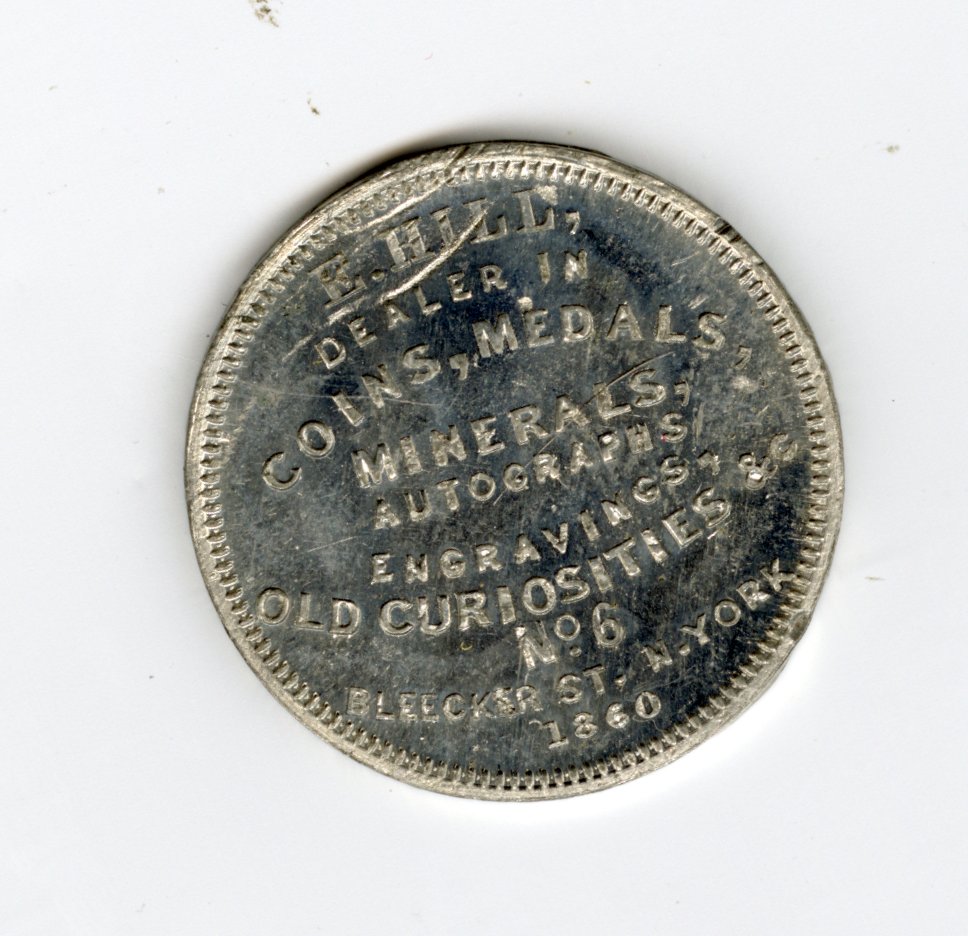 E. HILL,
DEALER IN
COINS, MEDALS,
MINERALS,
AUTOGRAPHS,
ENGRAVINGS,
OLD CURIOSITIES &C
No. 6
BLEECKER ST. N. YORK
1860